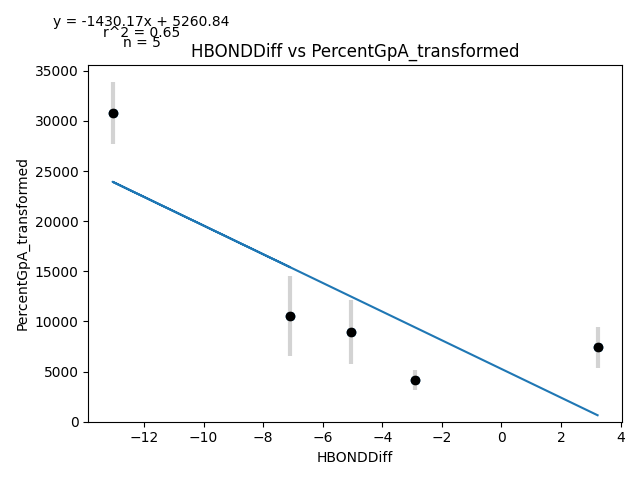 y = -1430.17x + 5260.84
r^2 = 0.65
n = 5
HBONDDiff vs PercentGpA_transformed
35000
30000
25000
20000
15000
10000
5000
0
PercentGpA_transformed
−12 −10 −8 −6 −4 −2 0 2 4
HBONDDiff